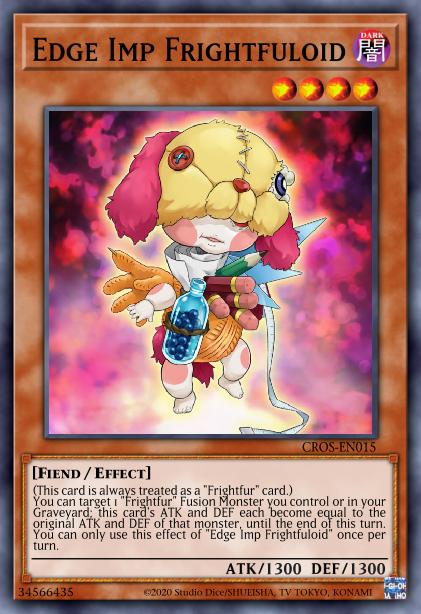 EDGE IMP FRIGHTFULOID
DARK
闇
CROS-EN015
[FIEND / EFFECT]
(This card is always treated as a "Frightfur" card.)
You can target 1 "Frightfur" Fusion Monster you control or in your
Graveyard; this card's ATK and DEF each become equal to the
original ATK and DEF of that monster, until the end of this turn.
You can only use this effect of "Edge Imp Frightfuloid" once per
turn.
ATK/1300 DEF/1300
34566435
©2020 Studio Dice/SHUEISHA, TV TOKYO, KONAMI